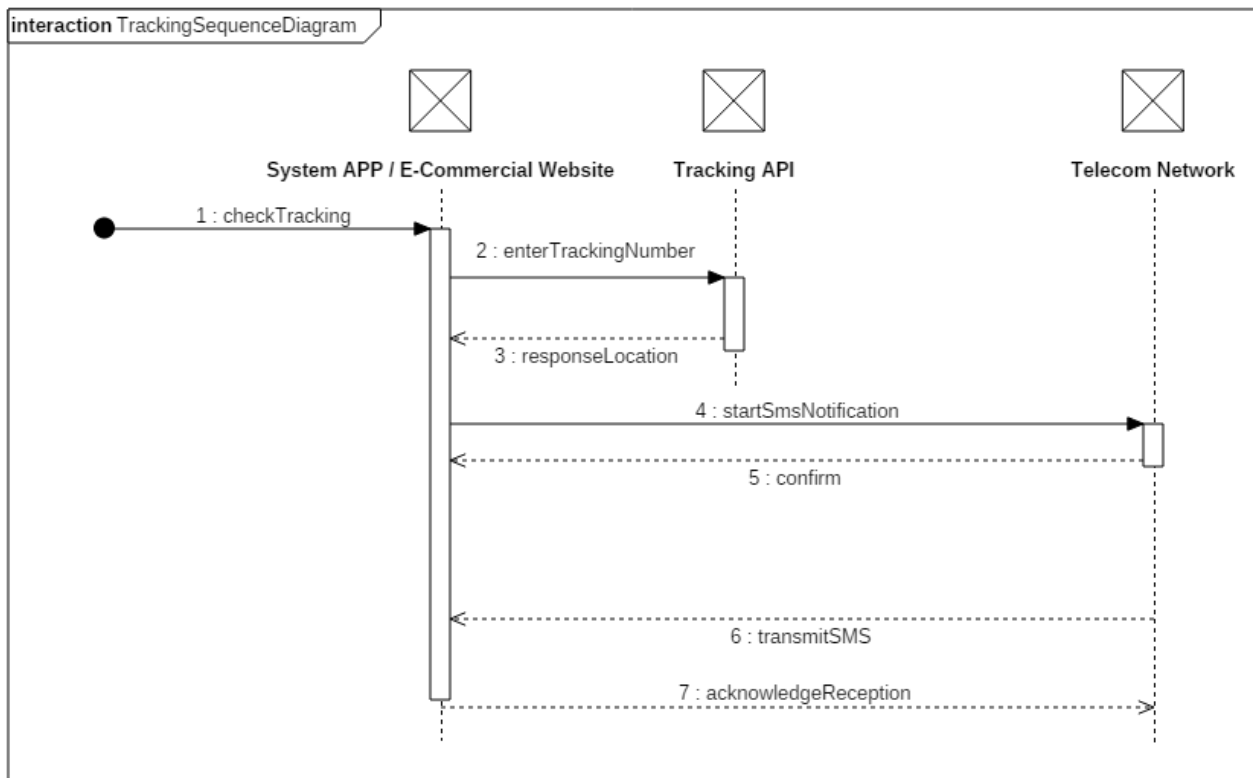 interaction TrackingSequenceDiagram
System APP / E-Commercial Website
Tracking API
Telecom Network
1 : checkTracking
2 : enterTrackingNumber
3 : responseLocation
4 : startSmsNotification
5 : confirm
6 : transmitSMS
7 : acknowledgeReception